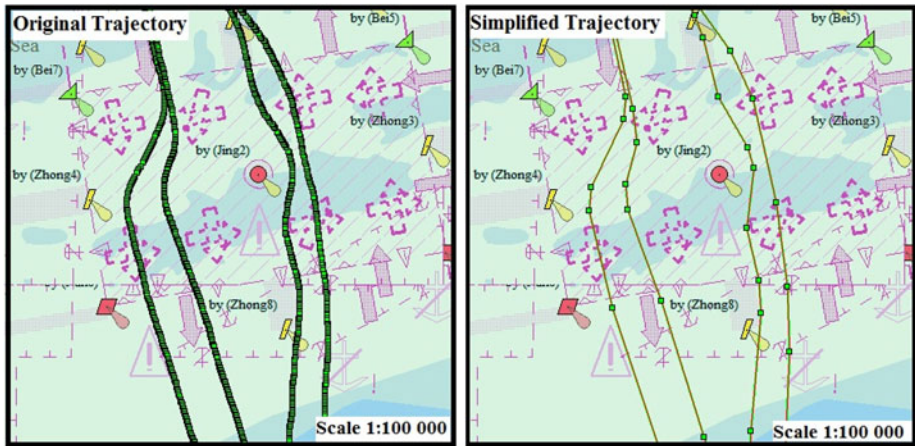 Original Trajectory
Sea
by (Bei5)
by (Bei7)
by (Zhong3)
by (Jing2)
by (Zhong4)
by (Zhong8)
Scale 1:100 000
Simplified Trajectory
Sea
by (Bei5)
by (Bei7)
by (Zhong3)
by (Jing2)
by (Zhong4)
by (Zhong8)
Scale 1:100 000